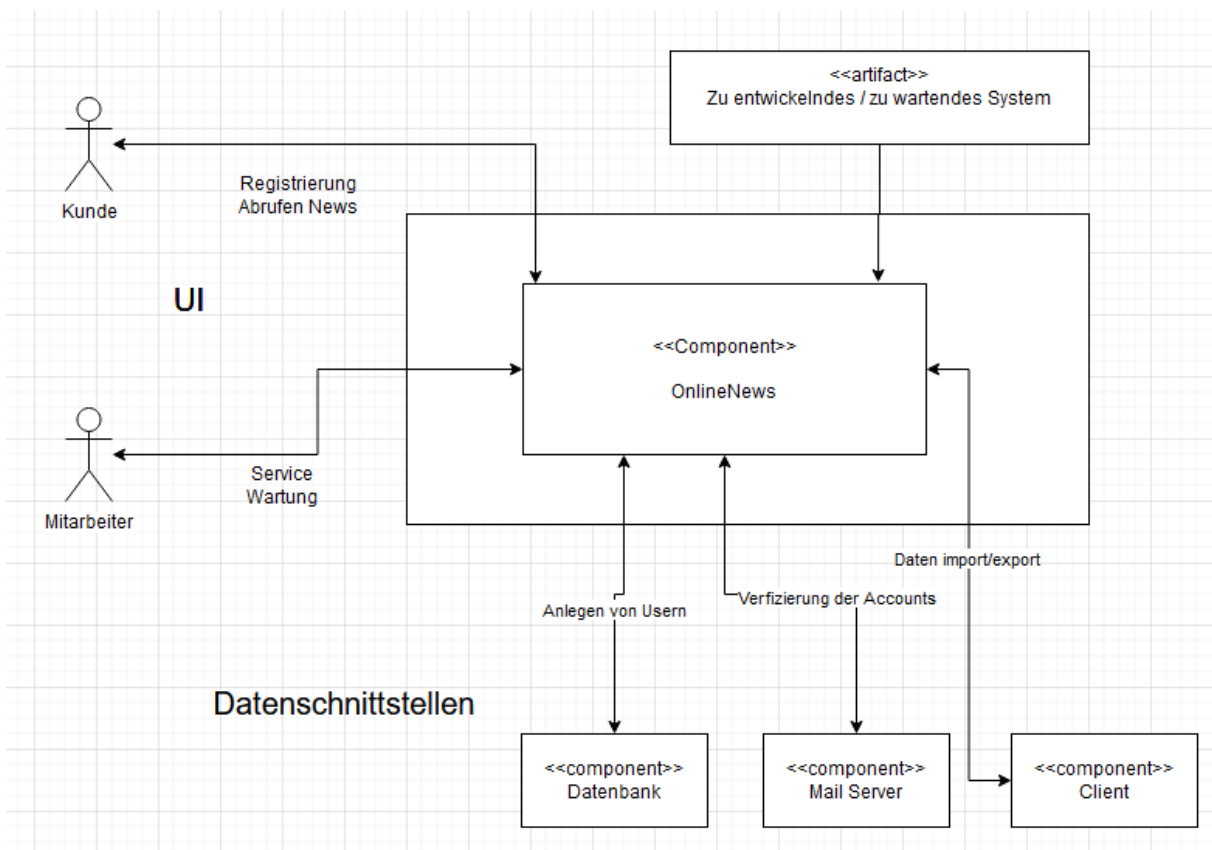 <<artifact>>
Zu entwickelndes / zu wartendes System
Kunde
Registrierung
Abrufen News
UI
<<Component>>
OnlineNews
Mitarbeiter
Service
Wartung
Daten import/export
Anlegen von Usern
Verfizierung der Accounts
Datenschnittstellen
<<component>>
Datenbank
<<component>>
Mail Server
<<component>>
Client